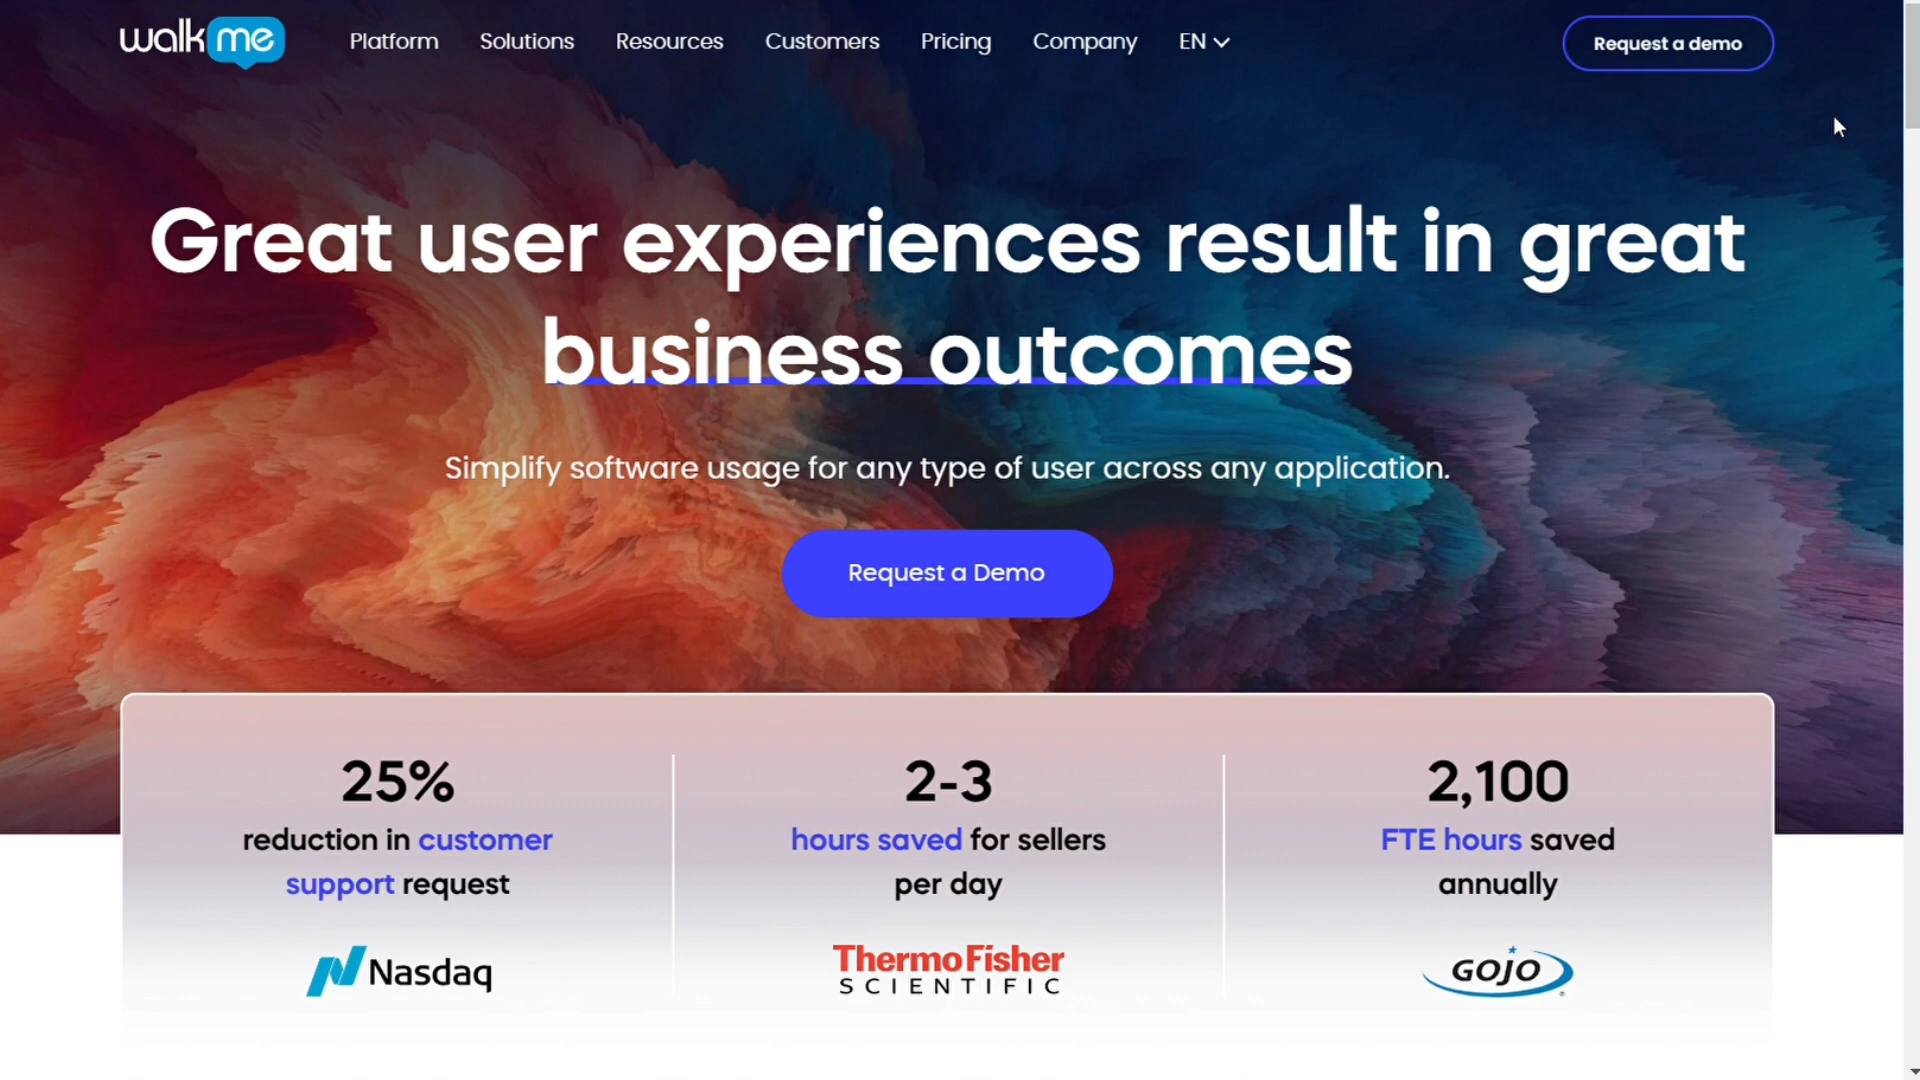 walkme
Platform Solutions Resources Customers Pricing Company EN
Request a demo
Great user experiences result in great
business outcomes
Simplify software usage for any type of user across any application.
Request a Demo
25%
reduction in customer
support request
Nasdaq
2-3
hours saved for sellers
per day
ThermoFisher
SCIENTIFIC
2,100
FTE hours saved
annually
GOJO